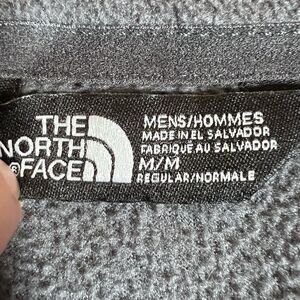 THE
NORTH
FACE
®
MENS/HOMMES
MADE IN EL SALVADOR
FABRIQUÉ AU SALVADOR
M/M
REGULAR/NORMALE